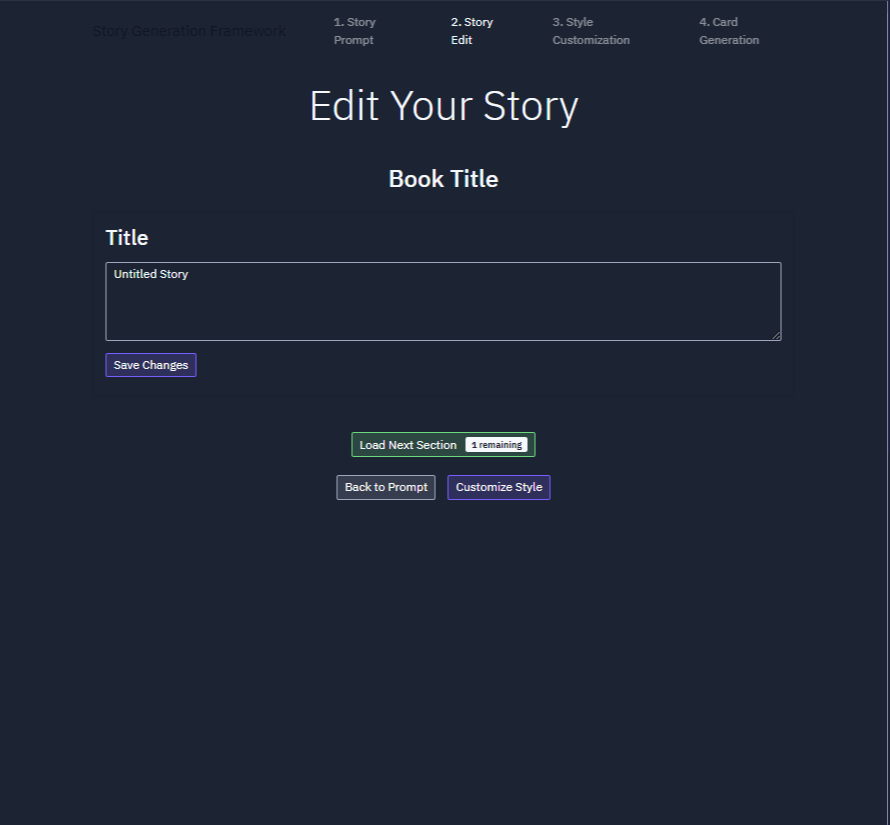 Story Generation Framework
1. Story
Prompt
2. Story
Edit
3. Style
Customization
4. Card
Generation
Edit Your Story
Book Title
Title
Untitled Story
Save Changes
Load Next Section 1 remaining
Back to Prompt Customize Style